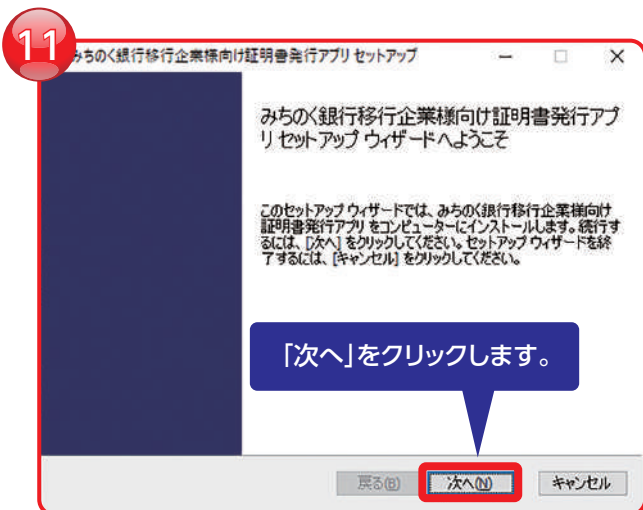 11
みちのく銀行移行企業様向け証明書発行アプリ セットアップ
みちのく銀行移行企業様向け証明書発行アプ
リ セットアップ ウィザードへようこそ
このセットアップ ウィザードでは、みちのく銀行移行企業様向け
証明書発行アプリ をコンピューターにインストールします。続行す
るには、[次へ] をクリックしてください。セットアップ ウィザードを終
了するには、[キャンセル] をクリックしてください。
「次へ」をクリックします。
戻る(B)
次へ(N)
キャンセル